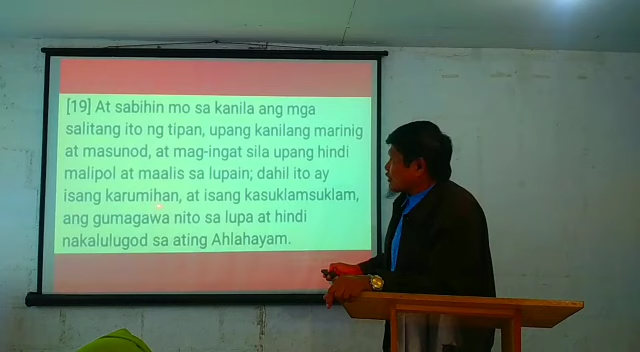 [19] At sabihin mo sa kanila ang mga
salitang ito ng tipan, upang kanilang marinig
at masunod, at mag-ingat sila upang hindi
malipol at maalis sa lupain; dahil ito ay
isang karumihan, at isang kasuklamsuklam,
ang gumagawa nito sa lupa at hindi
nakalulugod sa ating Ahlahayam.